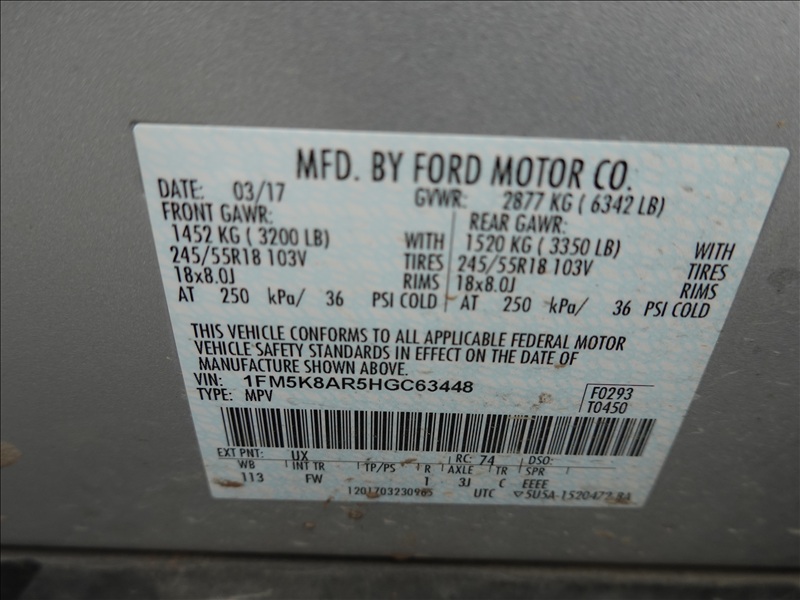 MFD. BY FORD MOTOR CO.
DATE: 03/17 GVWR: 2877 KG ( 6342 LB)
FRONT GAWR: REAR GAWR:
1452 KG ( 3200 LB) WITH 1520 KG ( 3350 LB) WITH
245/55R18 103V TIRES 245/55R18 103V TIRES
18x8.0J RIMS 18x8.0J RIMS
AT 250 kPa/ 36 PSI COLD AT 250 kPa/ 36 PSI COLD
THIS VEHICLE CONFORMS TO ALL APPLICABLE FEDERAL MOTOR
VEHICLE SAFETY STANDARDS IN EFFECT ON THE DATE OF
MANUFACTURE SHOWN ABOVE.
VIN: 1FM5K8AR5HGC63448 F0293
TYPE: MPV T0450
EXT PNT: UX RC: 74 DSO:
WB INT TR TP/PS R AXLE TR SPR
113 FW 1 3J C EEEE
1201703230965 UTC ▽5U5A-1520472-BA